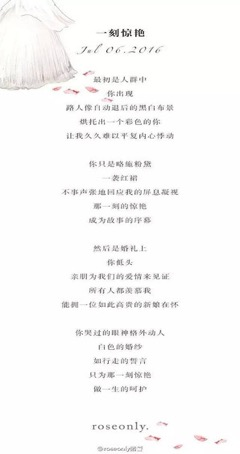 一刻惊艳
Jul 06.2016
最初是人群中
你出现
路人像自动退后的黑白布景
烘托出一个彩色的你
让我久久难以平复内心悸动
你只是略施粉黛
一袭红裙
不事声张地回应我的屏息凝视
那一刻的惊艳
成为故事的序幕
然后是婚礼上
你低头
亲朋为我们的爱情来见证
所有人都羡慕我
能拥一位如此高贵的新娘在怀
你哭过的眼神格外动人
白色的婚纱
如行走的誓言
只为那一刻惊艳
做一生的呵护
roseonly.